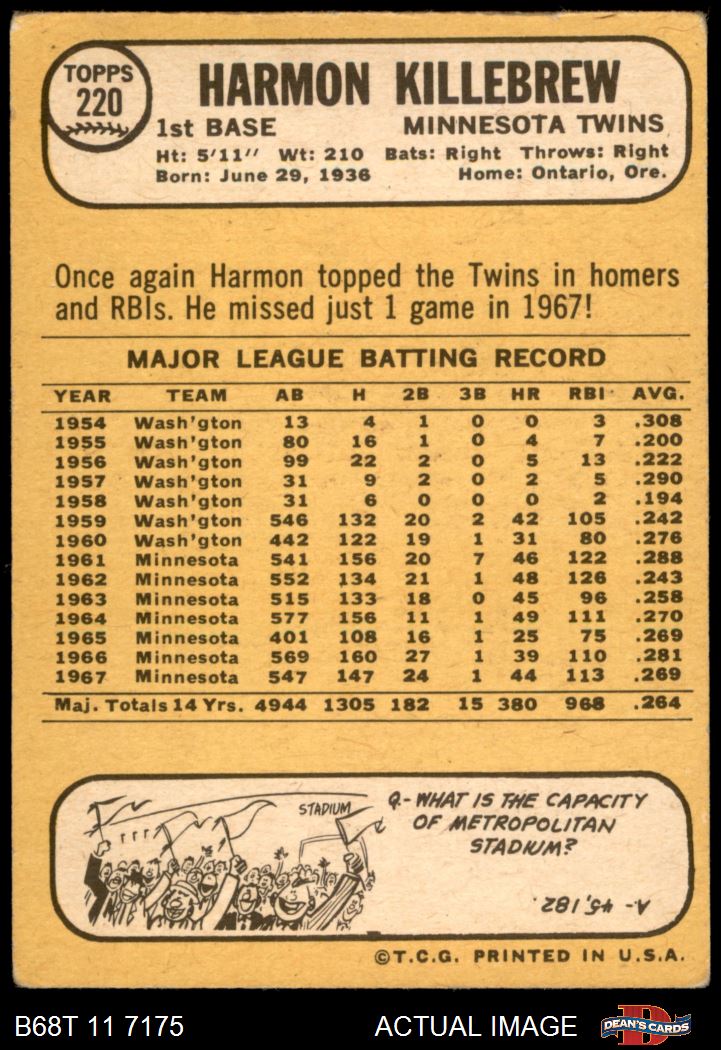 TOPPS
220
HARMON KILLEBREW
1st BASE MINNESOTA TWINS
Ht: 5'11" Wt: 210 Bats: Right Throws: Right
Born: June 29, 1936 Home: Ontario, Ore.
Once again Harmon topped the Twins in homers
and RBIs. He missed just 1 game in 1967!
MAJOR LEAGUE BATTING RECORD
YEAR TEAM AB H 2B 3B HR RBI AVG.
1954 Wash'gton 13 4 1 0 0 3 .308
1955 Wash'gton 80 16 1 0 4 7 .200
1956 Wash'gton 99 22 2 0 5 13 .222
1957 Wash'gton 31 9 2 0 2 5 .290
1958 Wash'gton 31 6 0 0 0 2 .194
1959 Wash'gton 546 132 20 2 42 105 .242
1960 Wash'gton 442 122 19 1 31 80 .276
1961 Minnesota 541 156 20 7 46 122 .288
1962 Minnesota 552 134 21 1 48 126 .243
1963 Minnesota 515 133 18 0 45 96 .258
1964 Minnesota 577 156 11 1 49 111 .270
1965 Minnesota 401 108 16 1 25 75 .269
1966 Minnesota 569 160 27 1 39 110 .281
1967 Minnesota 547 147 24 1 44 113 .269
Maj. Totals 14 Yrs. 4944 1305 182 15 380 968 .264
STADIUM
Q.- WHAT IS THE CAPACITY
OF METROPOLITAN
STADIUM?
A.- 45,182.
©T.C.G. PRINTED IN U.S.A.
B68T 11 7175 ACTUAL IMAGE
D
DEAN'S CARDS